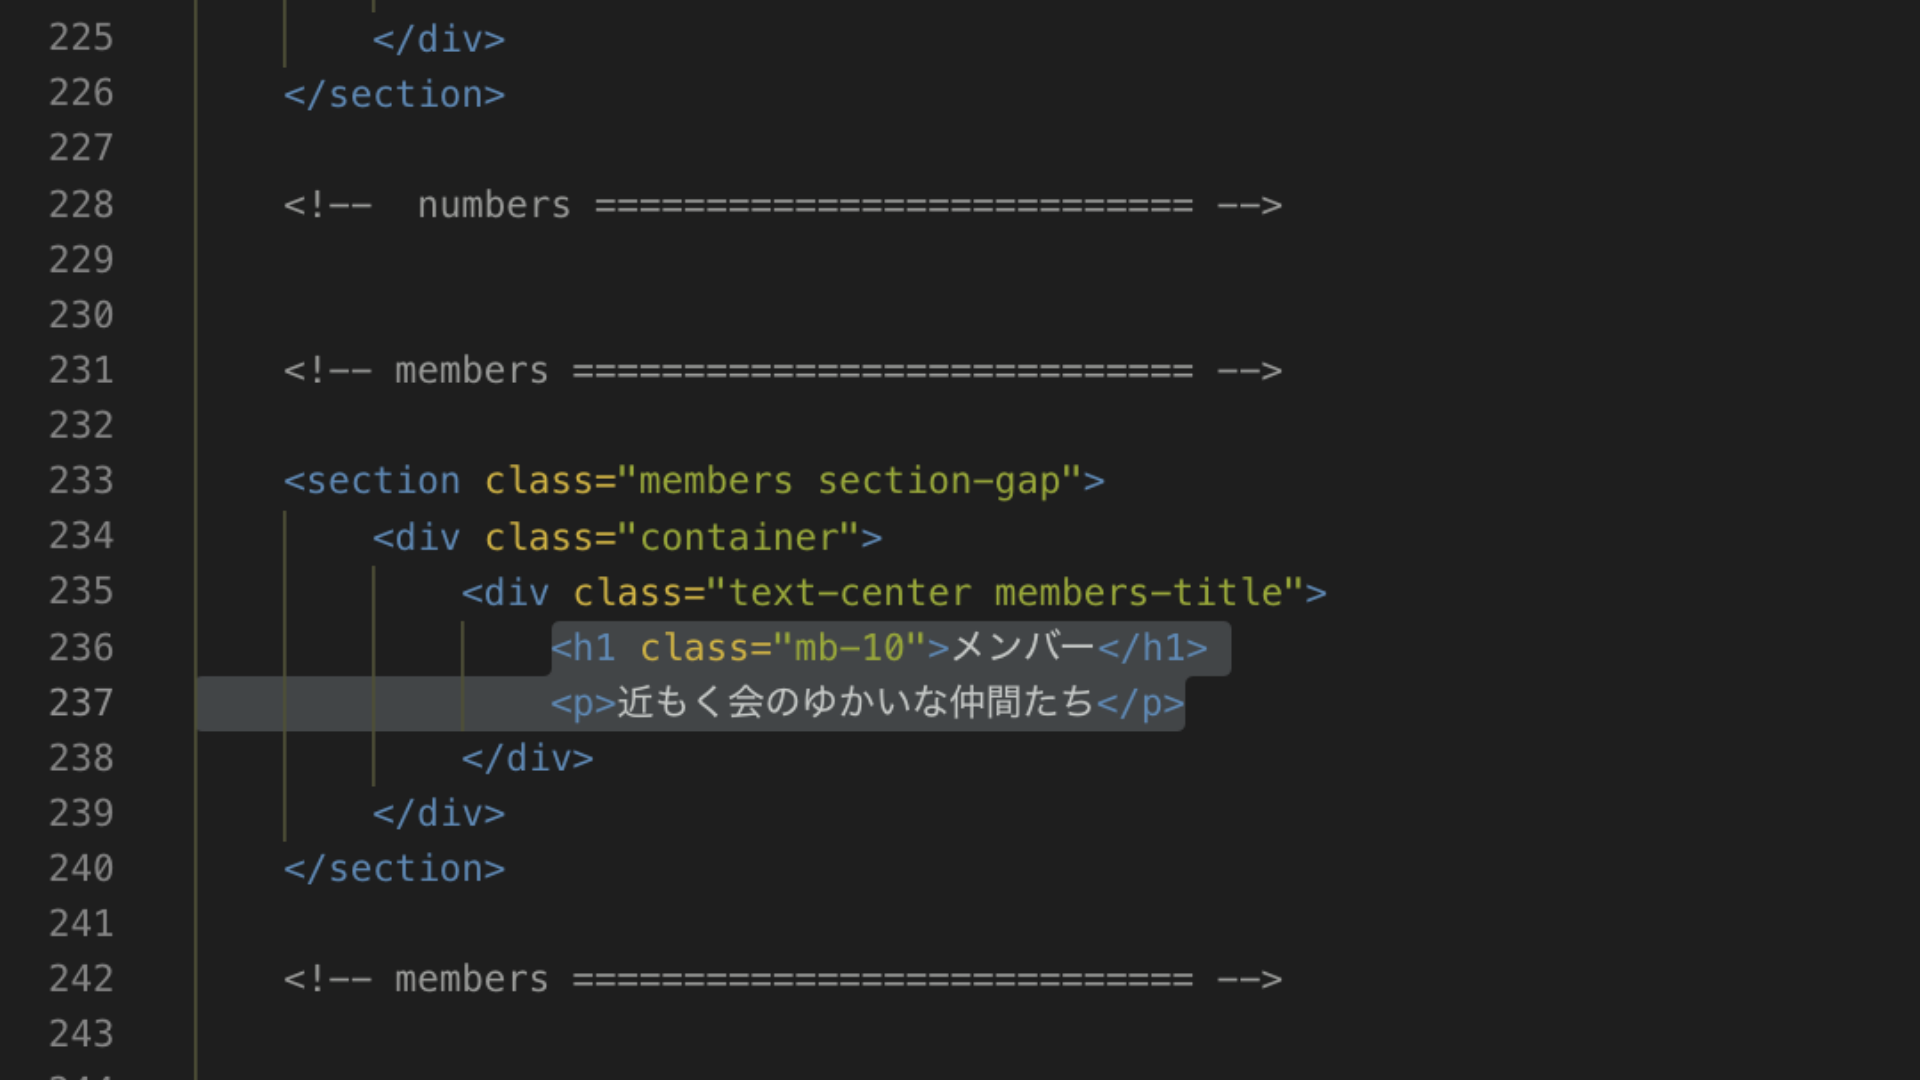 225 </div>
226 </section>
227
228 <!--  numbers =========================== -->
229
230
231 <!-- members ============================ -->
232
233 <section class="members section-gap">
234 <div class="container">
235 <div class="text-center members-title">
236 <h1 class="mb-10">メンバー</h1>
237 <p>近もく会のゆかいな仲間たち</p>
238 </div>
239 </div>
240 </section>
241
242 <!-- members ============================ -->
243